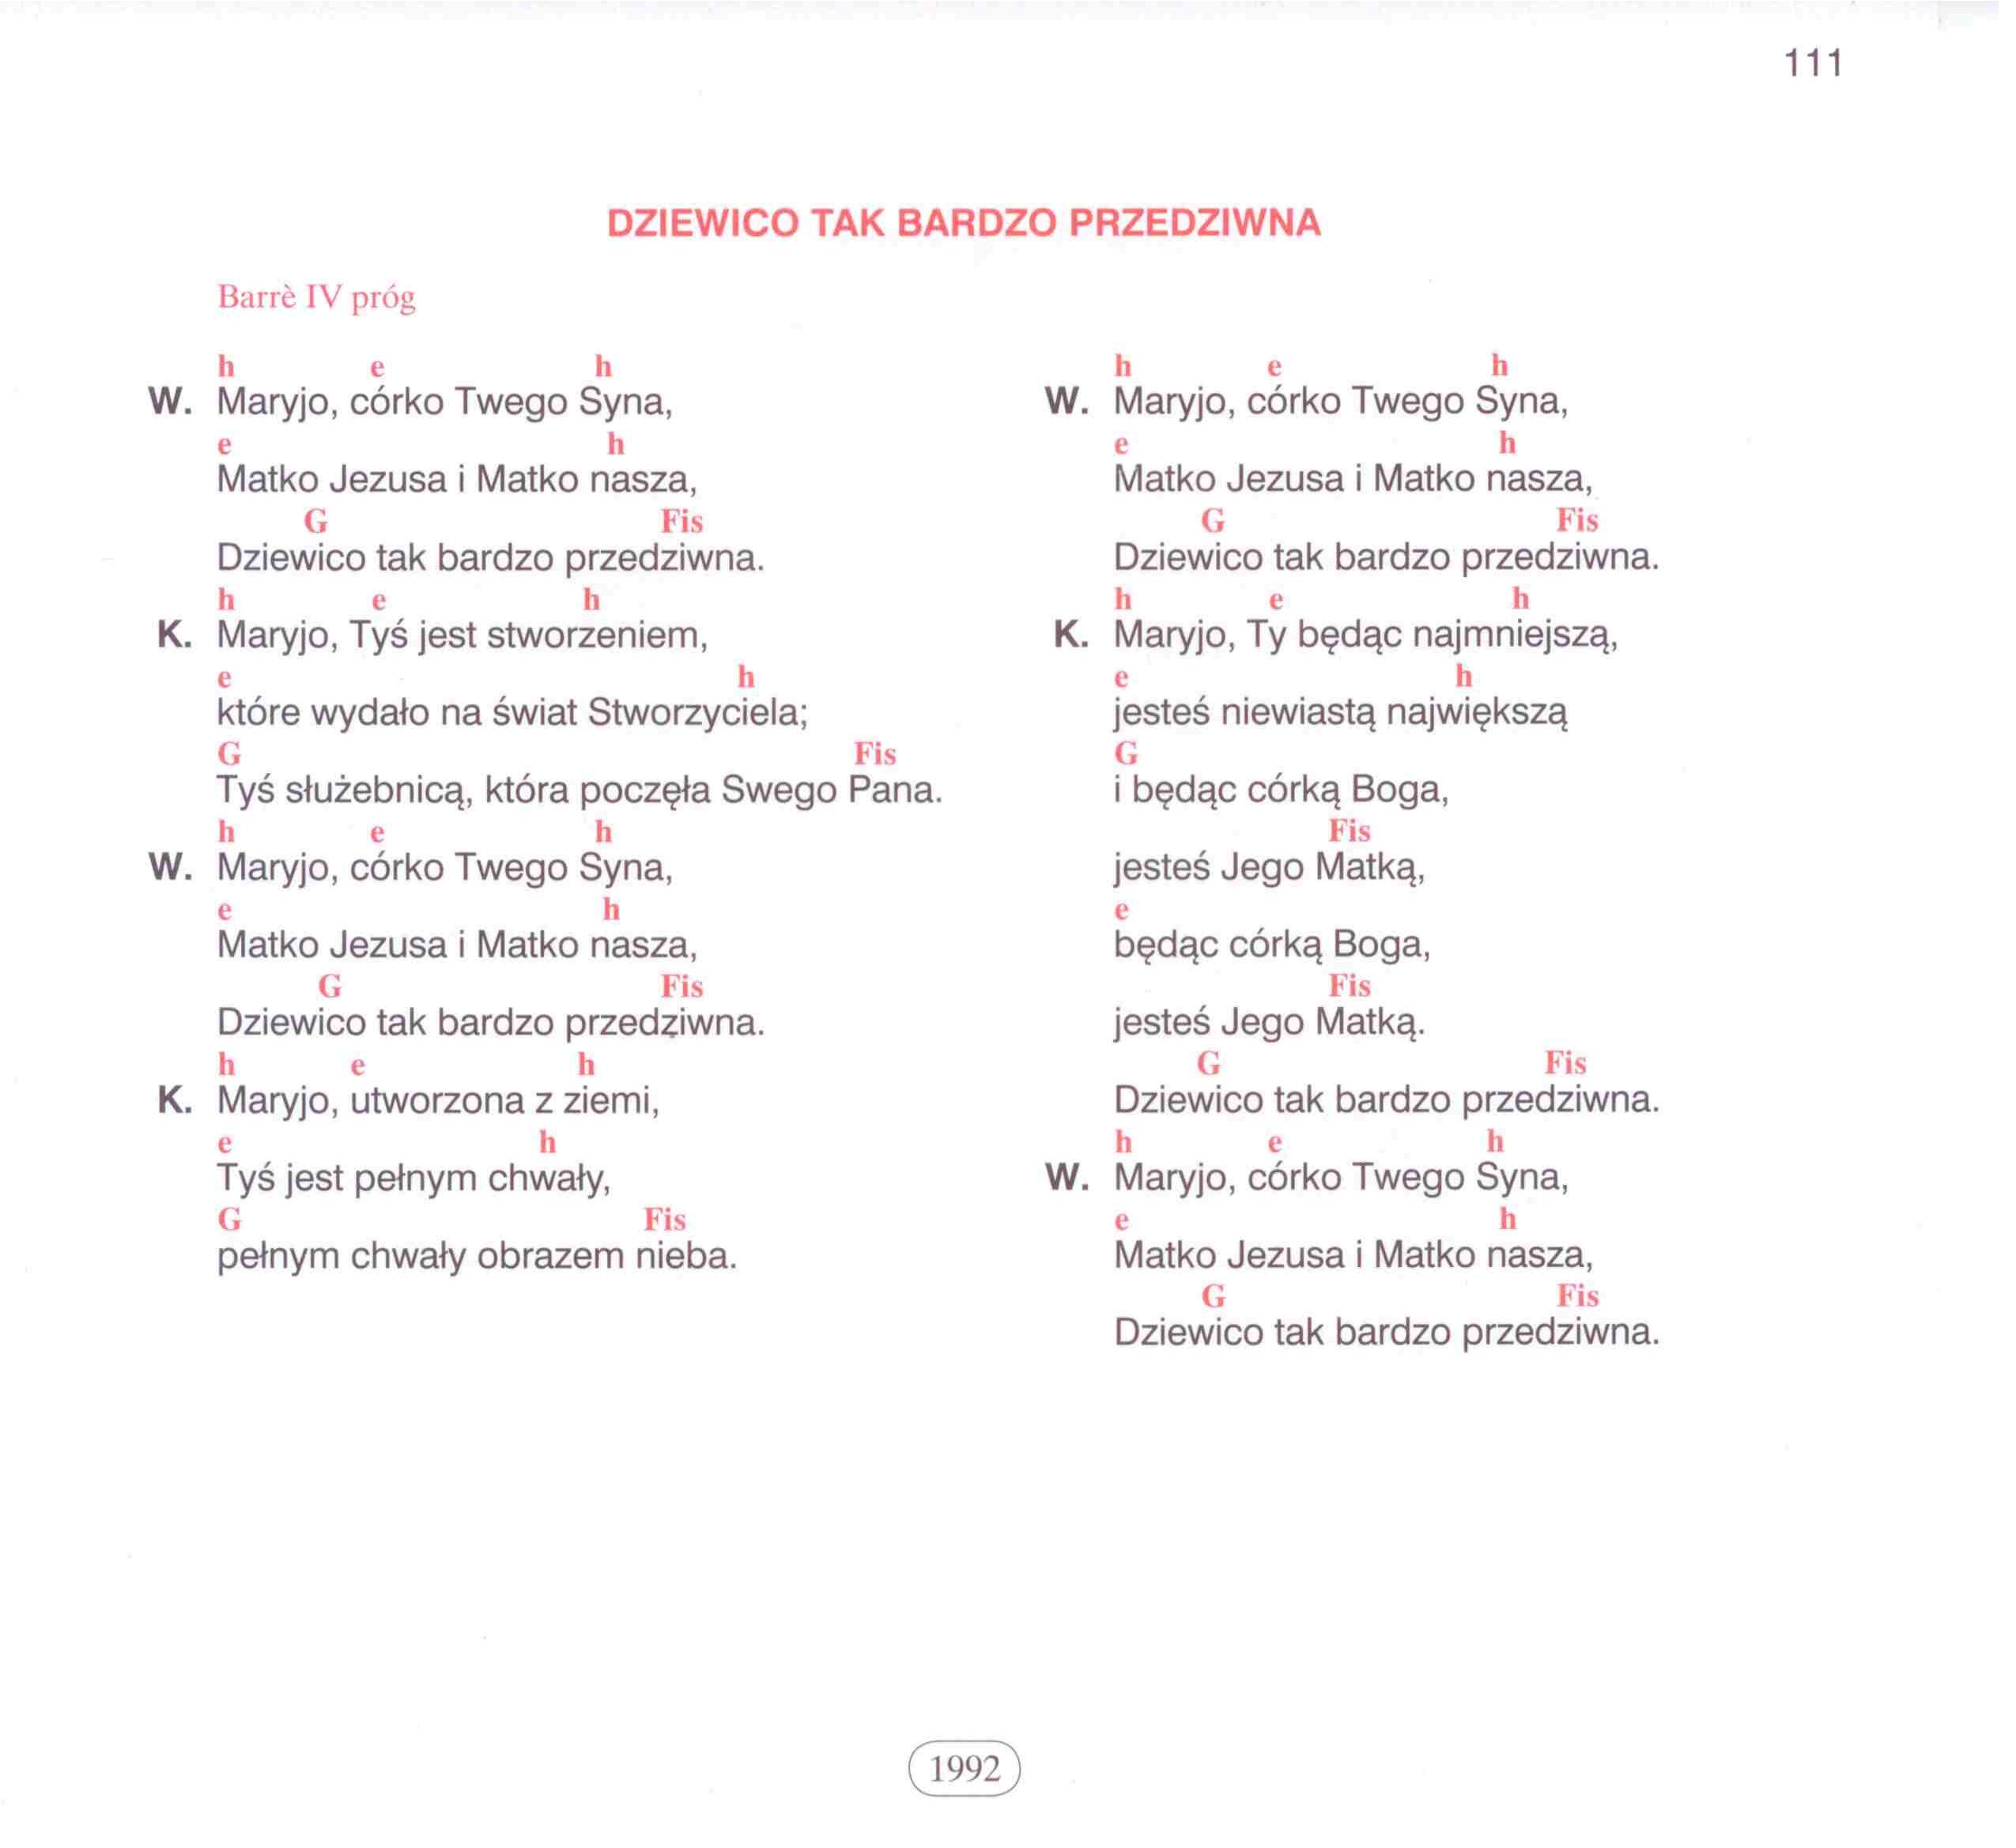 111
DZIEWICO TAK BARDZO PRZEDZIWNA
Barrè IV próg
h e h
W. Maryjo, córko Twego Syna,
e h
Matko Jezusa i Matko nasza,
G Fis
Dziewico tak bardzo przedziwna.
h e h
K. Maryjo, Tyś jest stworzeniem,
e h
które wydało na świat Stworzyciela;
G Fis
Tyś służebnicą, która poczęła Swego Pana.
h e h
W. Maryjo, córko Twego Syna,
e h
Matko Jezusa i Matko nasza,
G Fis
Dziewico tak bardzo przedziwna.
h e h
K. Maryjo, utworzona z ziemi,
e h
Tyś jest pełnym chwały,
G Fis
pełnym chwały obrazem nieba.
h e h
W. Maryjo, córko Twego Syna,
e h
Matko Jezusa i Matko nasza,
G Fis
Dziewico tak bardzo przedziwna.
h e h
K. Maryjo, Ty będąc najmniejszą,
e h
jesteś niewiastą największą
G
i będąc córką Boga,
Fis
jesteś Jego Matką,
e
będąc córką Boga,
Fis
jesteś Jego Matką.
G Fis
Dziewico tak bardzo przedziwna.
h e h
W. Maryjo, córko Twego Syna,
e h
Matko Jezusa i Matko nasza,
G Fis
Dziewico tak bardzo przedziwna.
1992